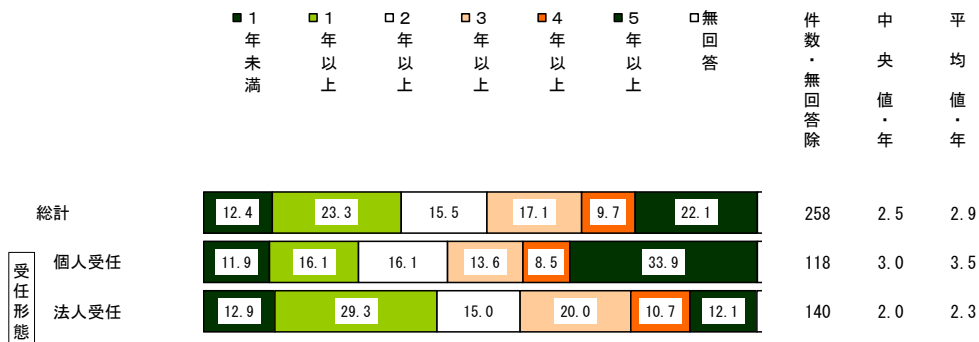 1年未満
1年以上
2年以上
3年以上
4年以上
5年以上
無回答
件数・無回答除
中央値・年
平均値・年
総計 12.4 23.3 15.5 17.1 9.7 22.1 258 2.5 2.9
受任形態
個人受任 11.9 16.1 16.1 13.6 8.5 33.9 118 3.0 3.5
法人受任 12.9 29.3 15.0 20.0 10.7 12.1 140 2.0 2.3